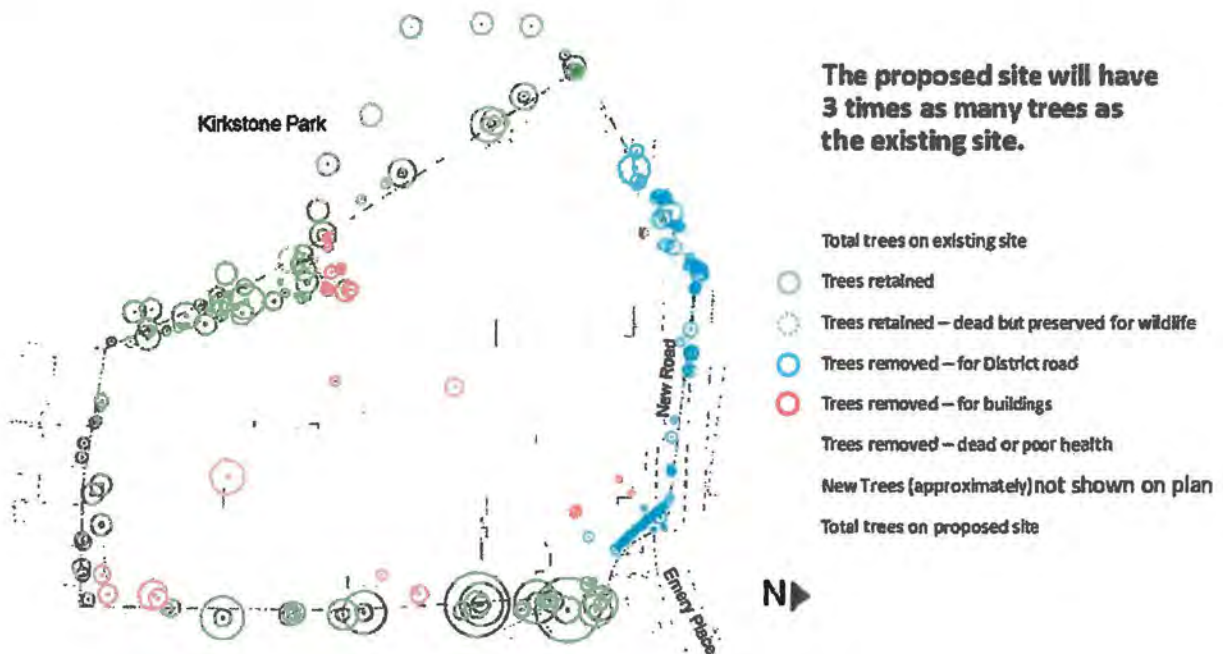 Kirkstone Park
New Road
Emery Place
N
The proposed site will have
3 times as many trees as
the existing site.
Total trees on existing site
Trees retained
Trees retained – dead but preserved for wildlife
Trees removed – for District road
Trees removed – for buildings
Trees removed – dead or poor health
New Trees (approximately) not shown on plan
Total trees on proposed site